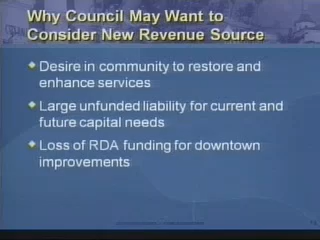 Why Council May Want to
Consider New Revenue Source
Desire in community to restore and
enhance services
Large unfunded liability for current and
future capital needs
Loss of RDA funding for downtown
improvements